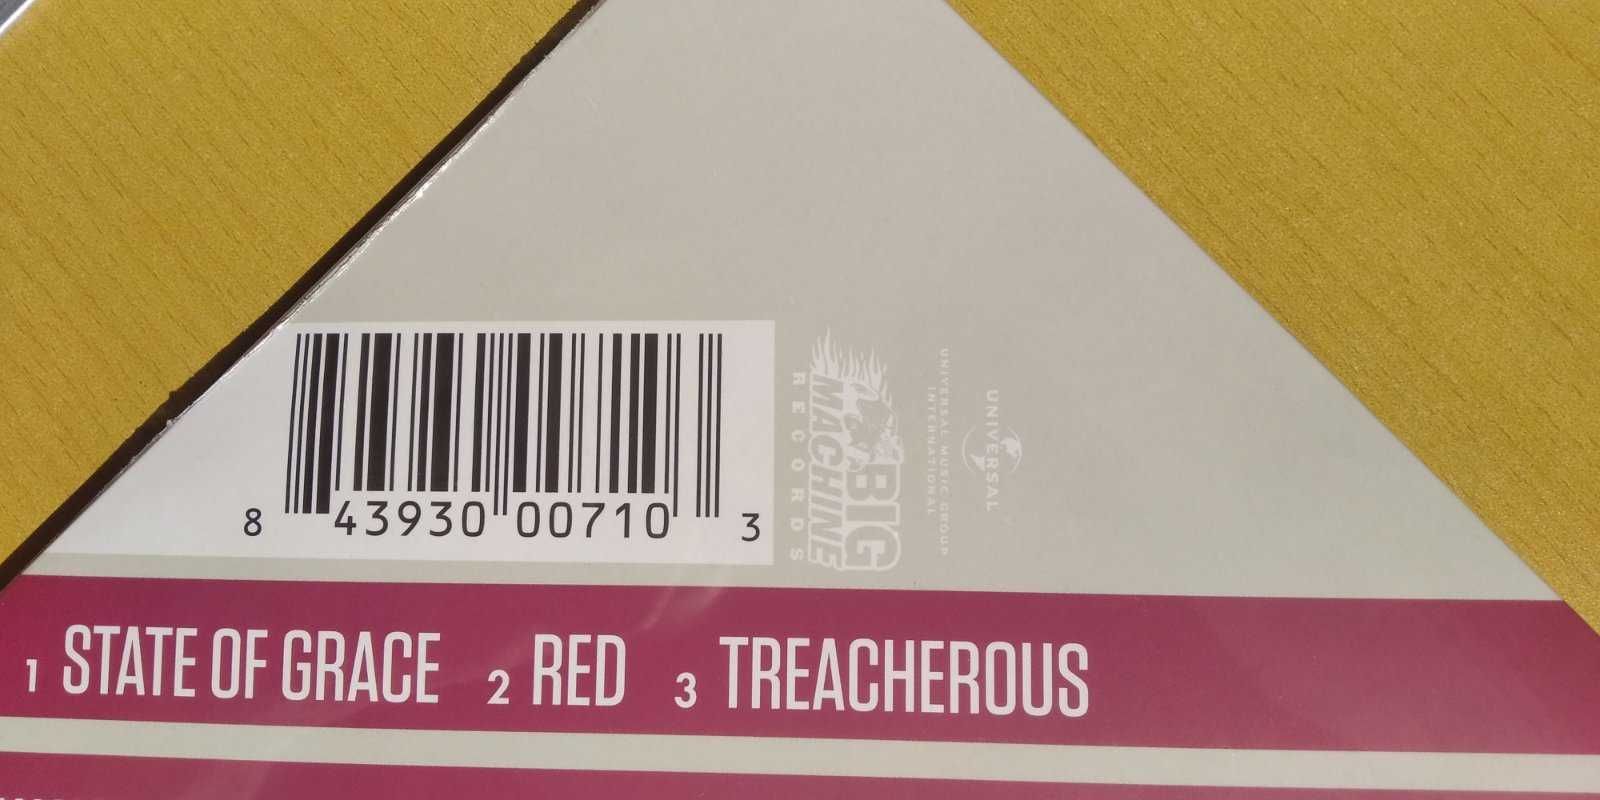 8 43930 00710 3
BIG
MACHINE
RECORDS
UNIVERSAL MUSIC GROUP
INTERNATIONAL
UNIVERSAL
1 STATE OF GRACE 2 RED 3 TREACHEROUS